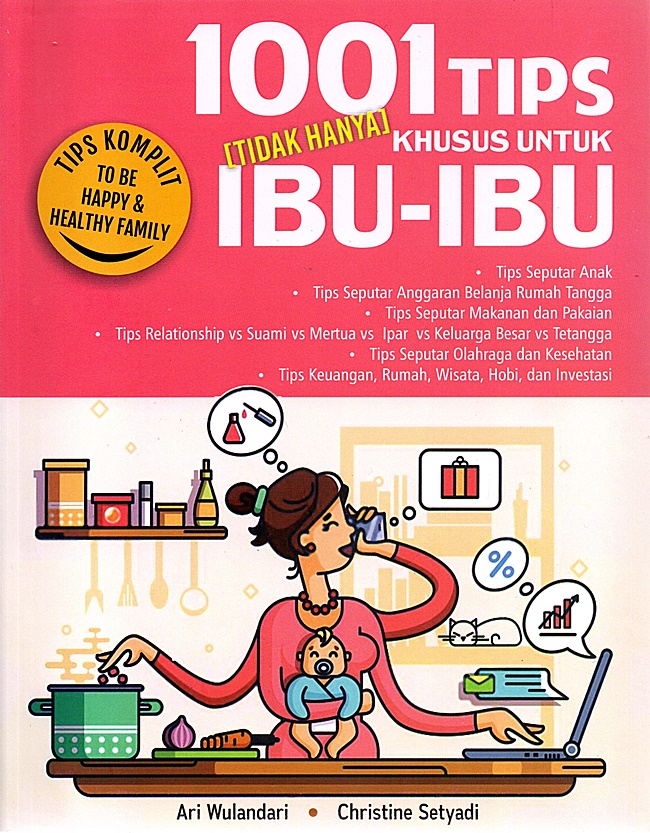 1001 TIPS
[TIDAK HANYA]
KHUSUS UNTUK
IBU-IBU
TIPS KOMPLIT
TO BE
HAPPY &
HEALTHY FAMILY
• Tips Seputar Anak
• Tips Seputar Anggaran Belanja Rumah Tangga
• Tips Seputar Makanan dan Pakaian
• Tips Relationship vs Suami vs Mertua vs Ipar vs Keluarga Besar vs Tetangga
• Tips Seputar Olahraga dan Kesehatan
• Tips Keuangan, Rumah, Wisata, Hobi, dan Investasi
%
Ari Wulandari • Christine Setyadi